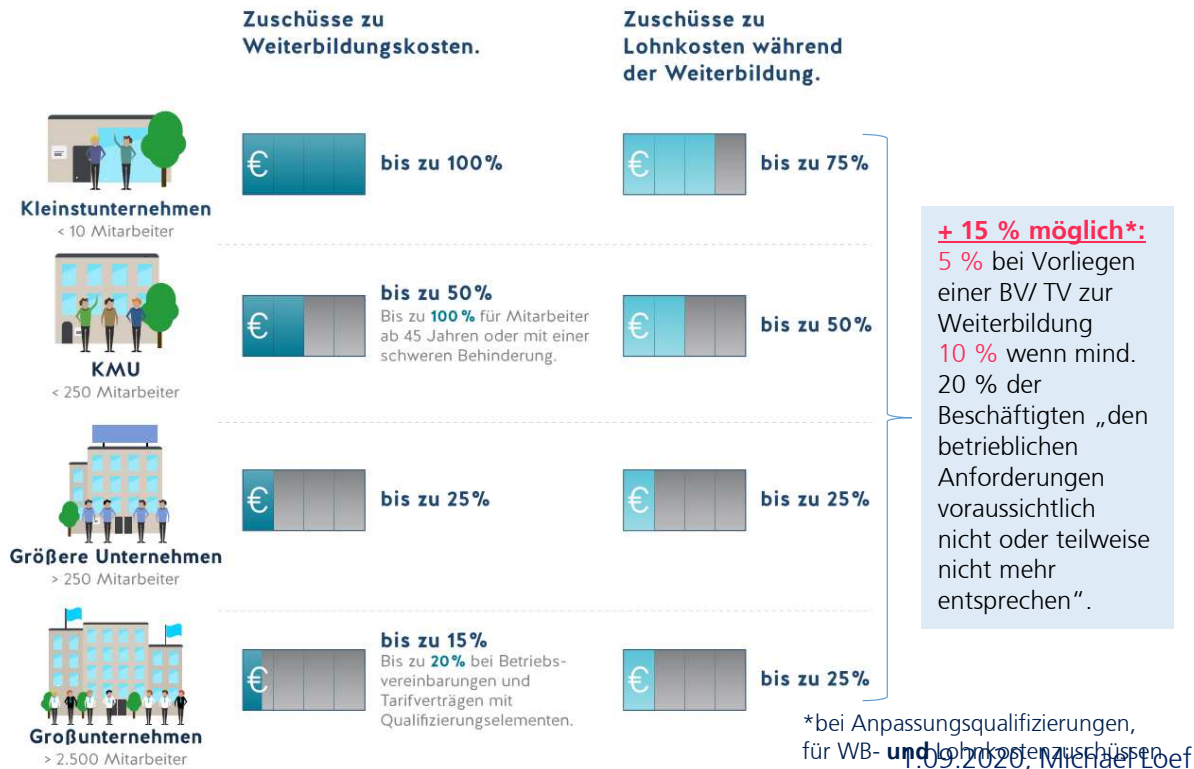 Zuschüsse zu
Weiterbildungskosten.
Zuschüsse zu
Lohnkosten während
der Weiterbildung.
€
bis zu 100%
€
bis zu 75%
Kleinstunternehmen
< 10 Mitarbeiter
€
bis zu 50%
Bis zu 100 % für Mitarbeiter
ab 45 Jahren oder mit einer
schweren Behinderung.
€
bis zu 50%
KMU
< 250 Mitarbeiter
€
bis zu 25%
€
bis zu 25%
Größere Unternehmen
> 250 Mitarbeiter
€
bis zu 15%
Bis zu 20% bei Betriebs-
vereinbarungen und
Tarifverträgen mit
Qualifizierungselementen.
€
bis zu 25%
Großunternehmen
> 2.500 Mitarbeiter
+ 15 % möglich*:
5 % bei Vorliegen
einer BV/ TV zur
Weiterbildung
10 % wenn mind.
20 % der
Beschäftigten „den
betrieblichen
Anforderungen
voraussichtlich
nicht oder teilweise
nicht mehr
entsprechen“.
*bei Anpassungsqualifizierungen,
für WB- und Lohnkostenzuschüssen
1.09.2020, Michael Loef